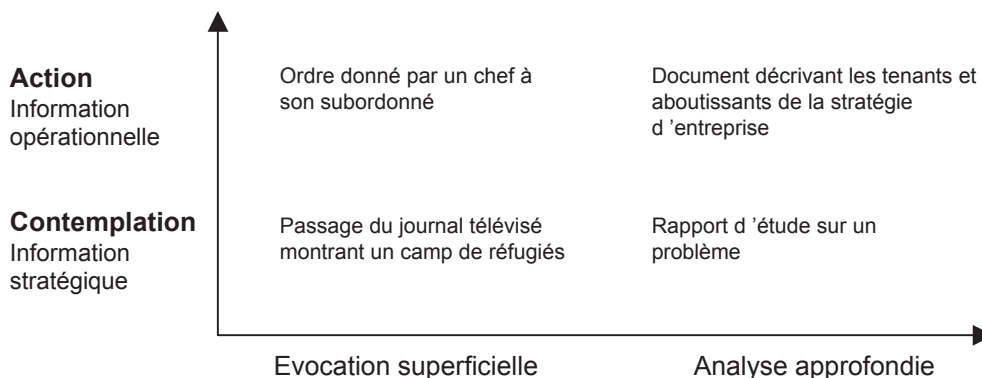 Action
Information
opérationnelle
Ordre donné par un chef à
son subordonné
Document décrivant les tenants et
aboutissants de la stratégie
d 'entreprise
Contemplation
Information
stratégique
Passage du journal télévisé
montrant un camp de réfugiés
Rapport d 'étude sur un
problème
Evocation superficielle
Analyse approfondie